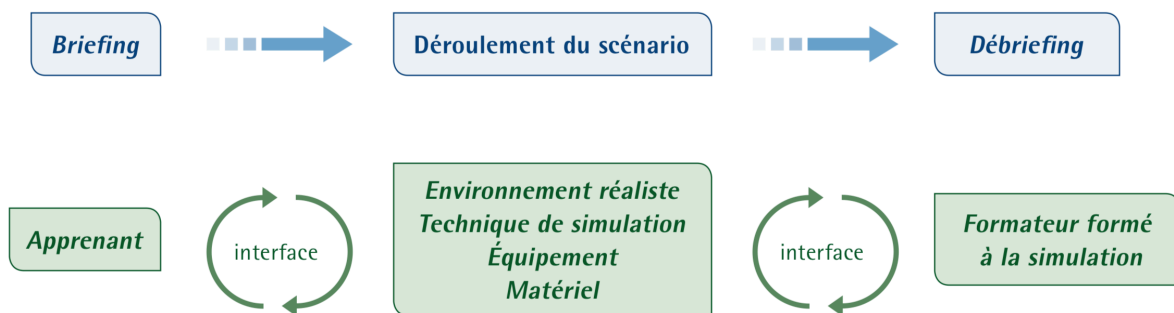 Briefing
Déroulement du scénario
Débriefing
Apprenant
interface
Environnement réaliste
Technique de simulation
Équipement
Matériel
interface
Formateur formé
à la simulation